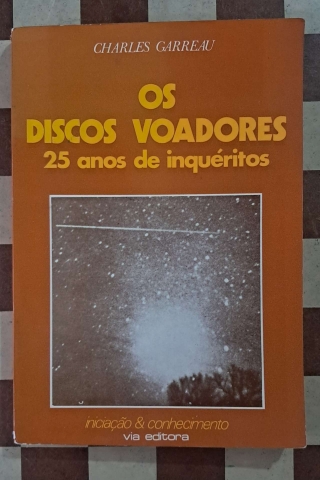 CHARLES GARREAU
OS
DISCOS VOADORES
25 anos de inquéritos
iniciação & conhecimento
via editora